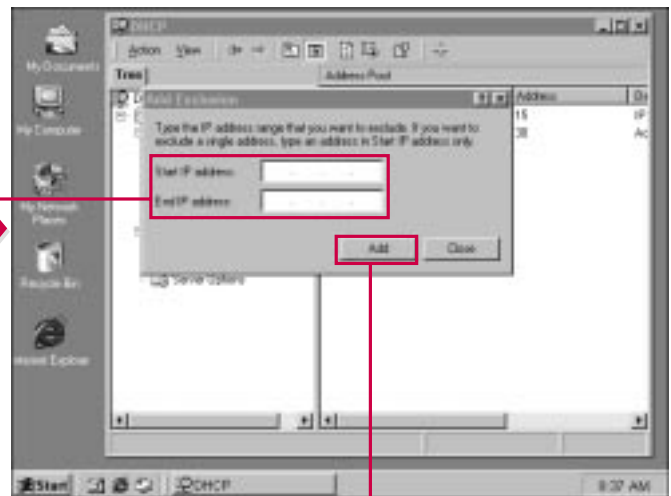 DHCP
My Documents
Action View
Tree
Address Pool
Add Exclusion
Address
My Computer
Type the IP address range that you want to exclude. If you want to
exclude a single address, type an address in Start IP address only.
15
38
Start IP address:
End IP address:
My Network
Places
Add
Close
Recycle Bin
Server Options
Internet Explorer
Start
DHCP
8:37 AM